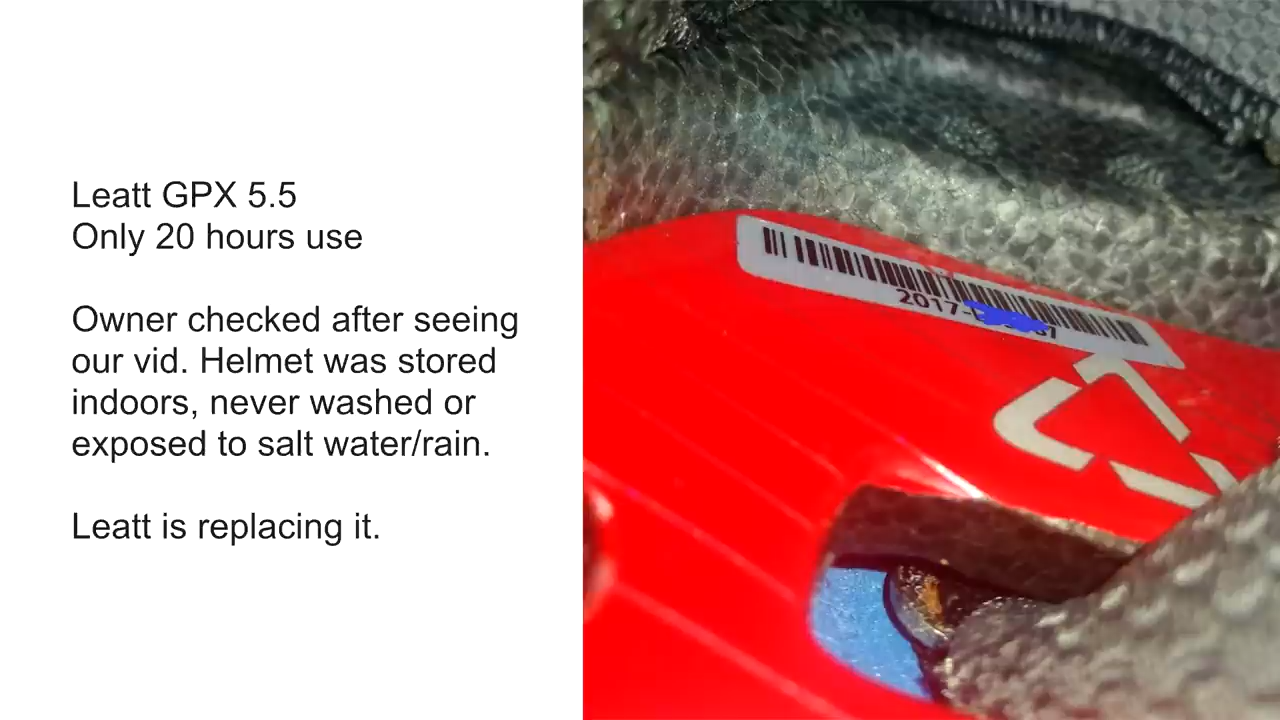 Leatt GPX 5.5
Only 20 hours use
Owner checked after seeing
our vid. Helmet was stored
indoors, never washed or
exposed to salt water/rain.
Leatt is replacing it.
2017-